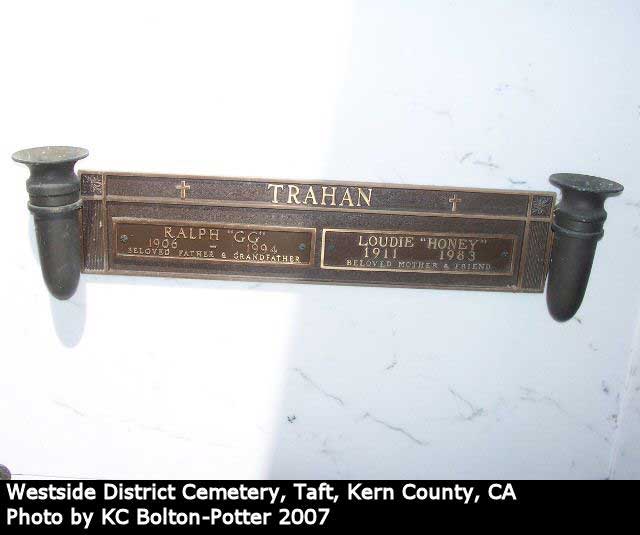 TRAHAN
RALPH "GG"
1906 - 1994
BELOVED FATHER & GRANDFATHER
LOUDIE "HONEY"
1911 1983
BELOVED MOTHER & FRIEND
Westside District Cemetery, Taft, Kern County, CA
Photo by KC Bolton-Potter 2007